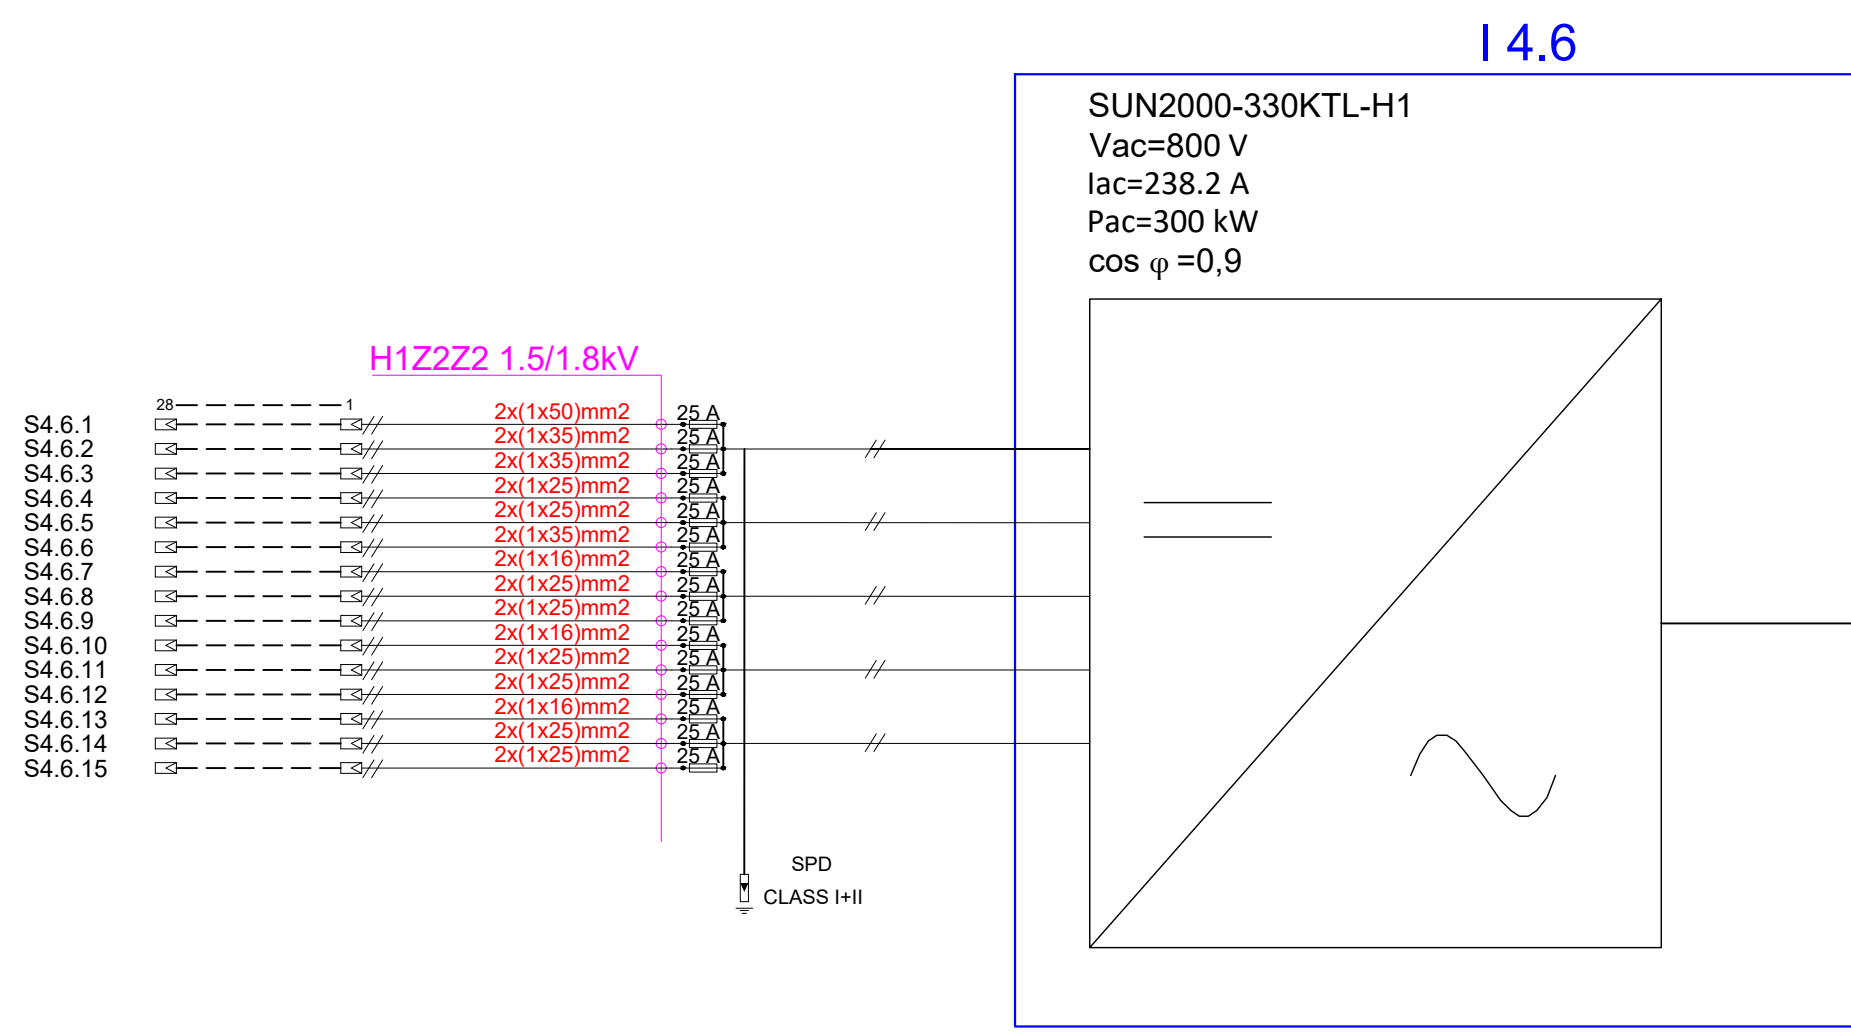 I 4.6
SUN2000-330KTL-H1
Vac=800 V
Iac=238.2 A
Pac=300 kW
cos φ =0,9
H1Z2Z2 1.5/1.8kV
28 1
S4.6.1 2x(1x50)mm2 25 A
S4.6.2 2x(1x35)mm2 25 A
S4.6.3 2x(1x35)mm2 25 A
S4.6.4 2x(1x25)mm2 25 A
S4.6.5 2x(1x25)mm2 25 A
S4.6.6 2x(1x35)mm2 25 A
S4.6.7 2x(1x16)mm2 25 A
S4.6.8 2x(1x25)mm2 25 A
S4.6.9 2x(1x25)mm2 25 A
S4.6.10 2x(1x16)mm2 25 A
S4.6.11 2x(1x25)mm2 25 A
S4.6.12 2x(1x25)mm2 25 A
S4.6.13 2x(1x16)mm2 25 A
S4.6.14 2x(1x25)mm2 25 A
S4.6.15 2x(1x25)mm2 25 A
SPD
CLASS I+II